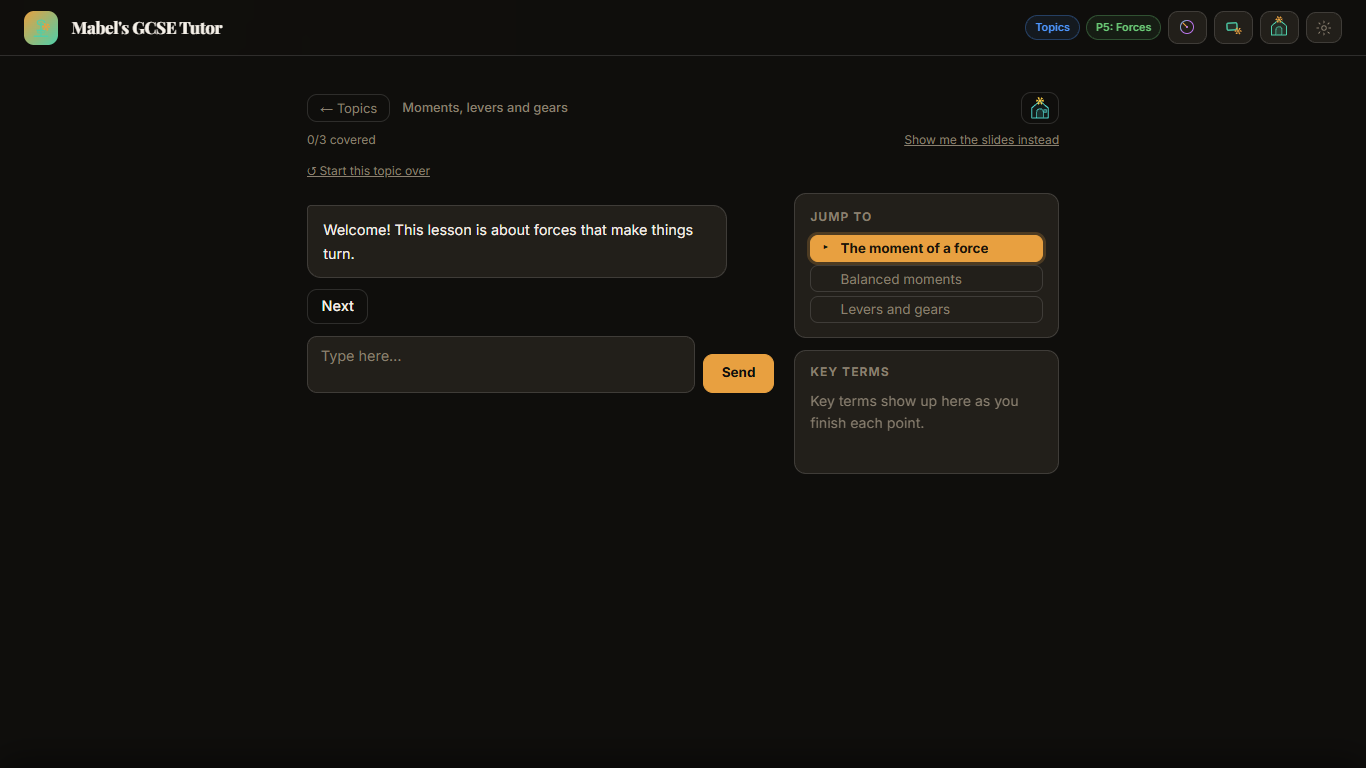 Mabel's GCSE Tutor
Topics
P5: Forces
← Topics
Moments, levers and gears
0/3 covered
Show me the slides instead
↺ Start this topic over
Welcome! This lesson is about forces that make things
turn.
Next
Type here...
Send
JUMP TO
▸ The moment of a force
Balanced moments
Levers and gears
KEY TERMS
Key terms show up here as you
finish each point.